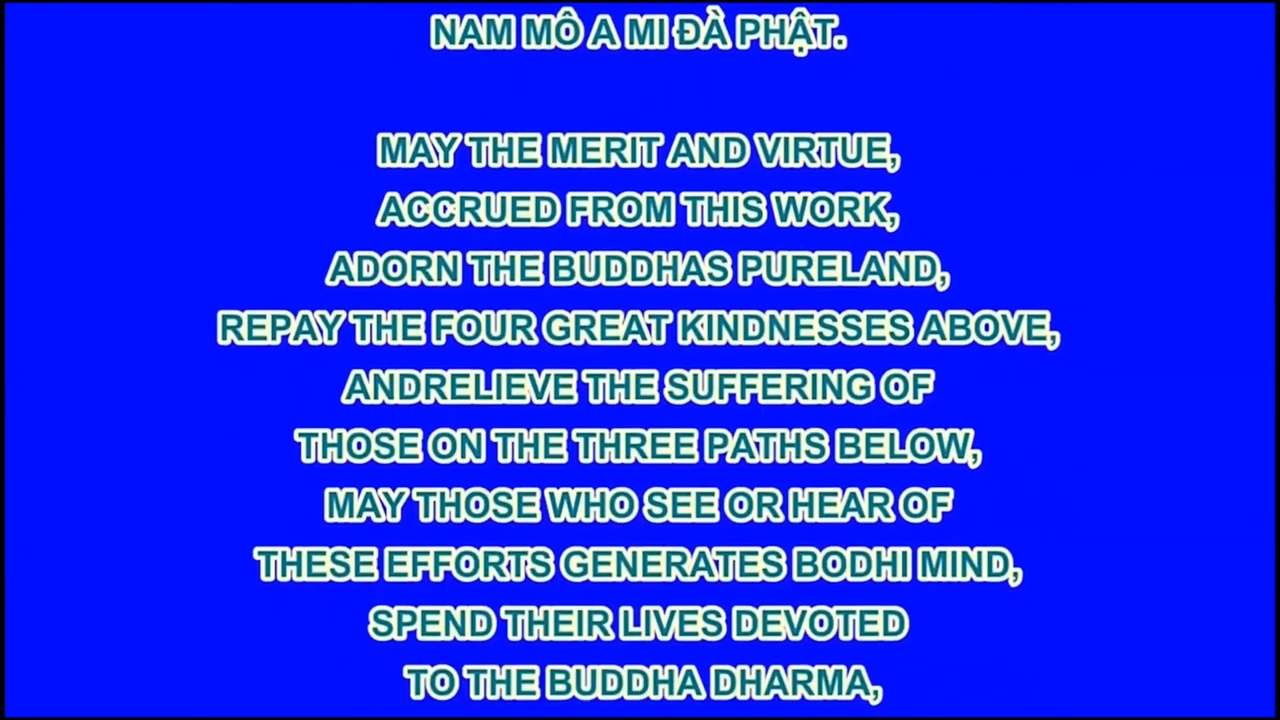 NAM MÔ A MI ĐÀ PHẬT.
MAY THE MERIT AND VIRTUE,
ACCRUED FROM THIS WORK,
ADORN THE BUDDHAS PURELAND,
REPAY THE FOUR GREAT KINDNESSES ABOVE,
ANDRELIEVE THE SUFFERING OF
THOSE ON THE THREE PATHS BELOW,
MAY THOSE WHO SEE OR HEAR OF
THESE EFFORTS GENERATES BODHI MIND,
SPEND THEIR LIVES DEVOTED
TO THE BUDDHA DHARMA,